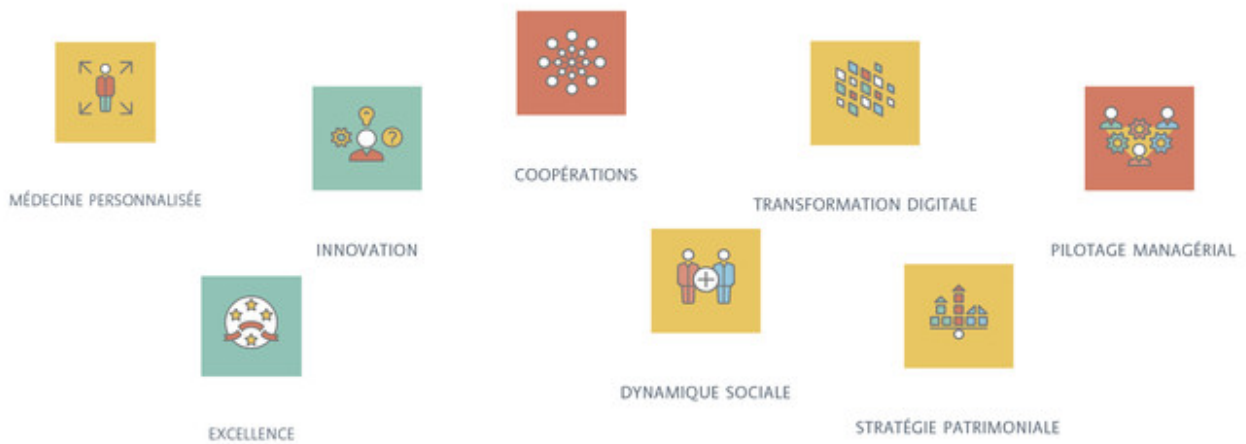 COOPÉRATIONS
MÉDECINE PERSONNALISÉE
TRANSFORMATION DIGITALE
INNOVATION
PILOTAGE MANAGÉRIAL
DYNAMIQUE SOCIALE
STRATÉGIE PATRIMONIALE
EXCELLENCE